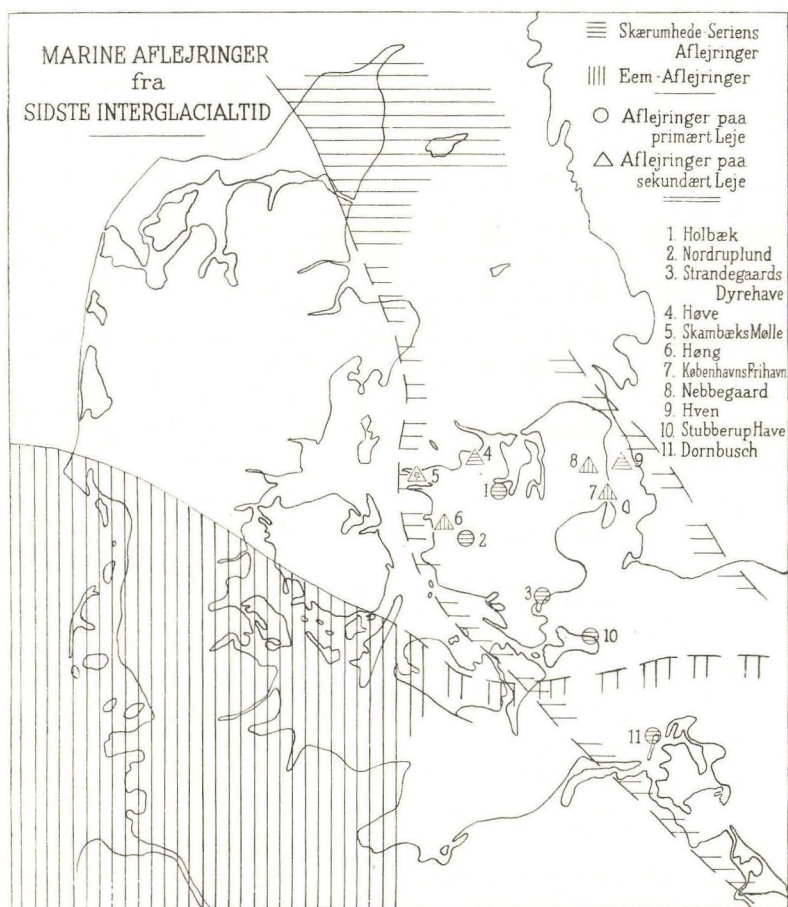 MARINE AFLEJRINGER
fra
SIDSTE INTERGLACIALTID
Skærumhede-Seriens
Aflejringer
Eem-Aflejringer
Aflejringer paa
primært Leje
Aflejringer paa
sekundært Leje
1. Holbæk
2. Nordruplund
3. Strandegaards
Dyrehave
4. Høve
5. Skambæks Mølle
6. Høng
7. Københavns Frihavn
8. Nebbegaard
9. Hven
10. Stubberup Have
11. Dornbusch
4
5
8
9
1
7
6
2
3
10
11